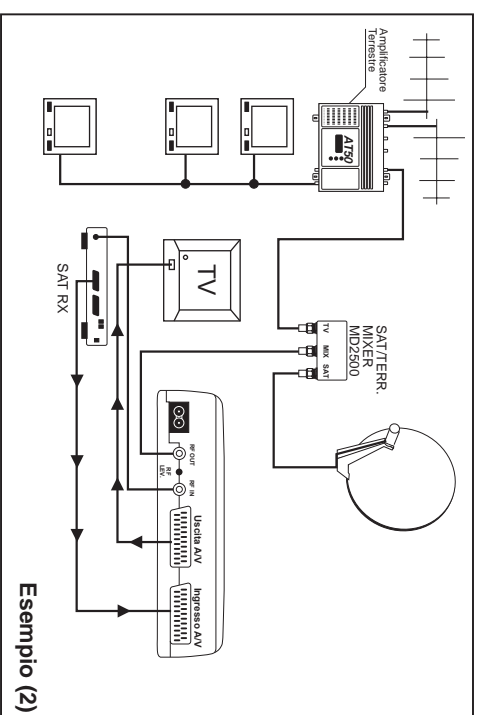 Amplificatore
Terrestre
AT50
SAT/TERR.
MIXER
MD2500
TV
MIX
SAT
TV
SAT RX
RF OUT
R.F
LEV.
RF IN
Uscita A/V
Ingresso A/V
Esempio (2)